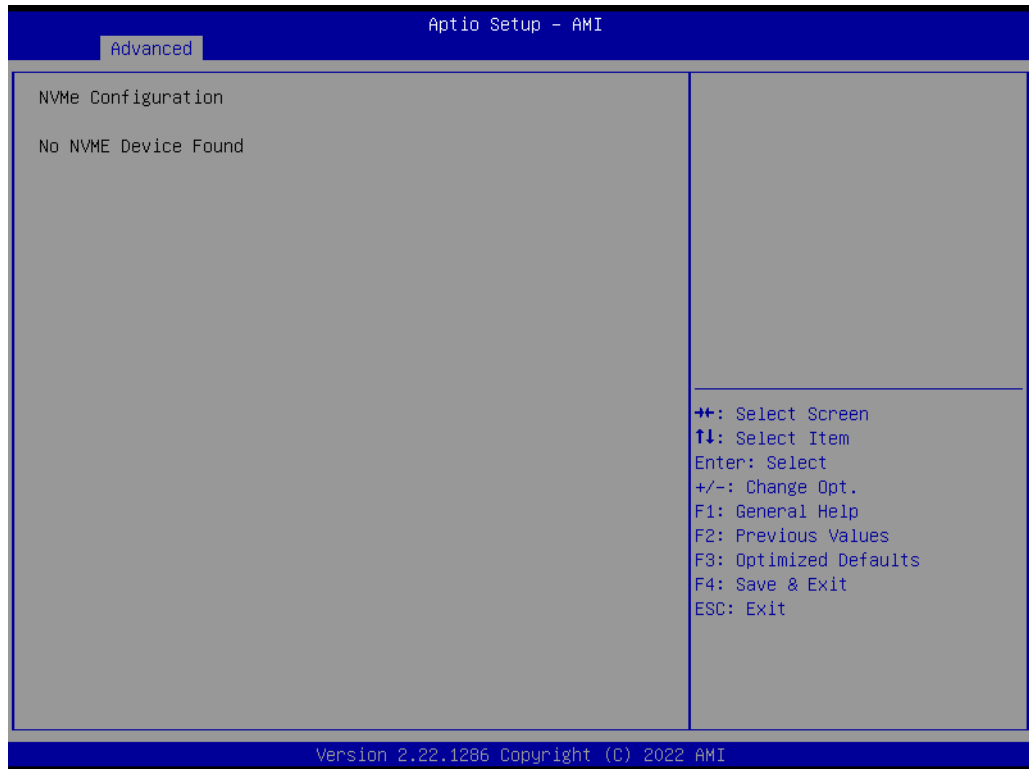 Aptio Setup – AMI
Advanced
NVMe Configuration
No NVME Device Found
→←: Select Screen
↑↓: Select Item
Enter: Select
+/-: Change Opt.
F1: General Help
F2: Previous Values
F3: Optimized Defaults
F4: Save & Exit
ESC: Exit
Version 2.22.1286 Copyright (C) 2022 AMI